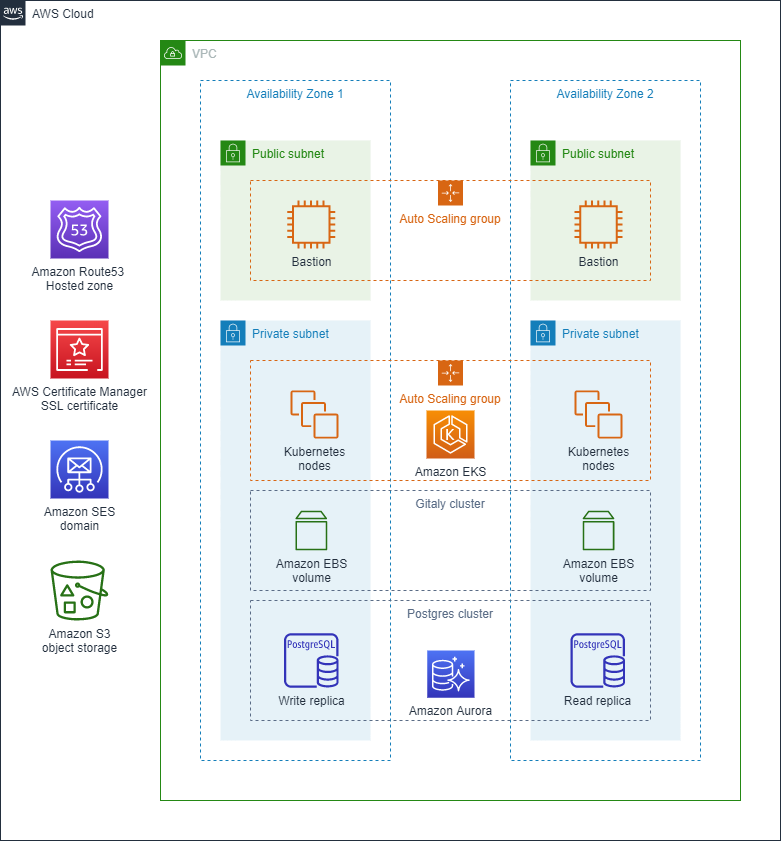 aws
AWS Cloud
VPC
Availability Zone 1
Availability Zone 2
Public subnet
Public subnet
Auto Scaling group
Bastion
Bastion
53
Amazon Route53
Hosted zone
Private subnet
Private subnet
AWS Certificate Manager
SSL certificate
Auto Scaling group
K
Kubernetes
nodes
Amazon EKS
Kubernetes
nodes
Amazon SES
domain
Gitaly cluster
Amazon EBS
volume
Amazon EBS
volume
Amazon S3
object storage
Postgres cluster
PostgreSQL
PostgreSQL
Write replica
Amazon Aurora
Read replica